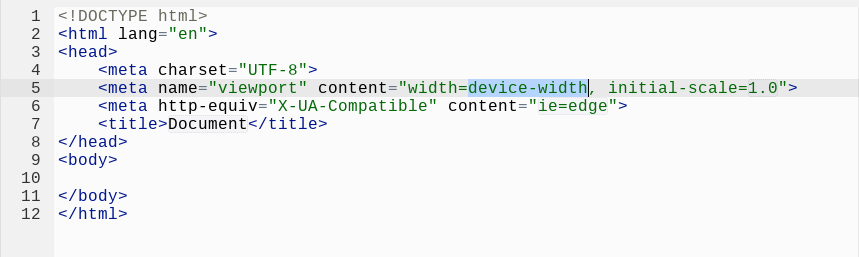 1 <!DOCTYPE html>
2 <html lang="en">
3 <head>
4     <meta charset="UTF-8">
5     <meta name="viewport" content="width=device-width, initial-scale=1.0">
6     <meta http-equiv="X-UA-Compatible" content="ie=edge">
7     <title>Document</title>
8 </head>
9 <body>
10
11 </body>
12 </html>